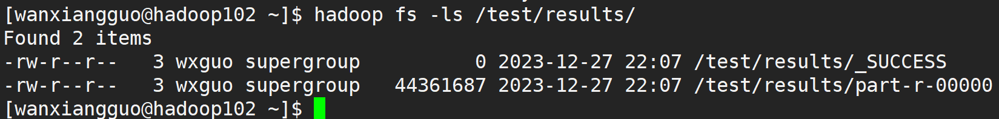 [wanxiangguo@hadoop102 ~]$ hadoop fs -ls /test/results/
Found 2 items
-rw-r--r--   3 wxguo supergroup          0 2023-12-27 22:07 /test/results/_SUCCESS
-rw-r--r--   3 wxguo supergroup   44361687 2023-12-27 22:07 /test/results/part-r-00000
[wanxiangguo@hadoop102 ~]$